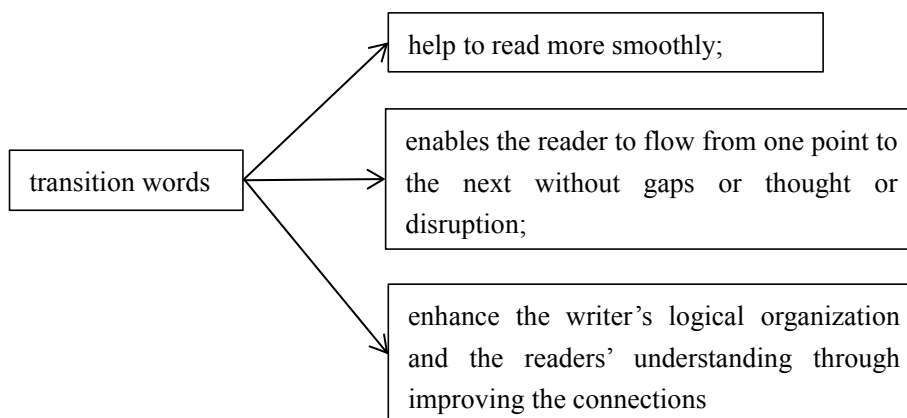 transition words
help to read more smoothly;
enables the reader to flow from one point to
the next without gaps or thought or
disruption;
enhance the writer’s logical organization
and the readers’ understanding through
improving the connections